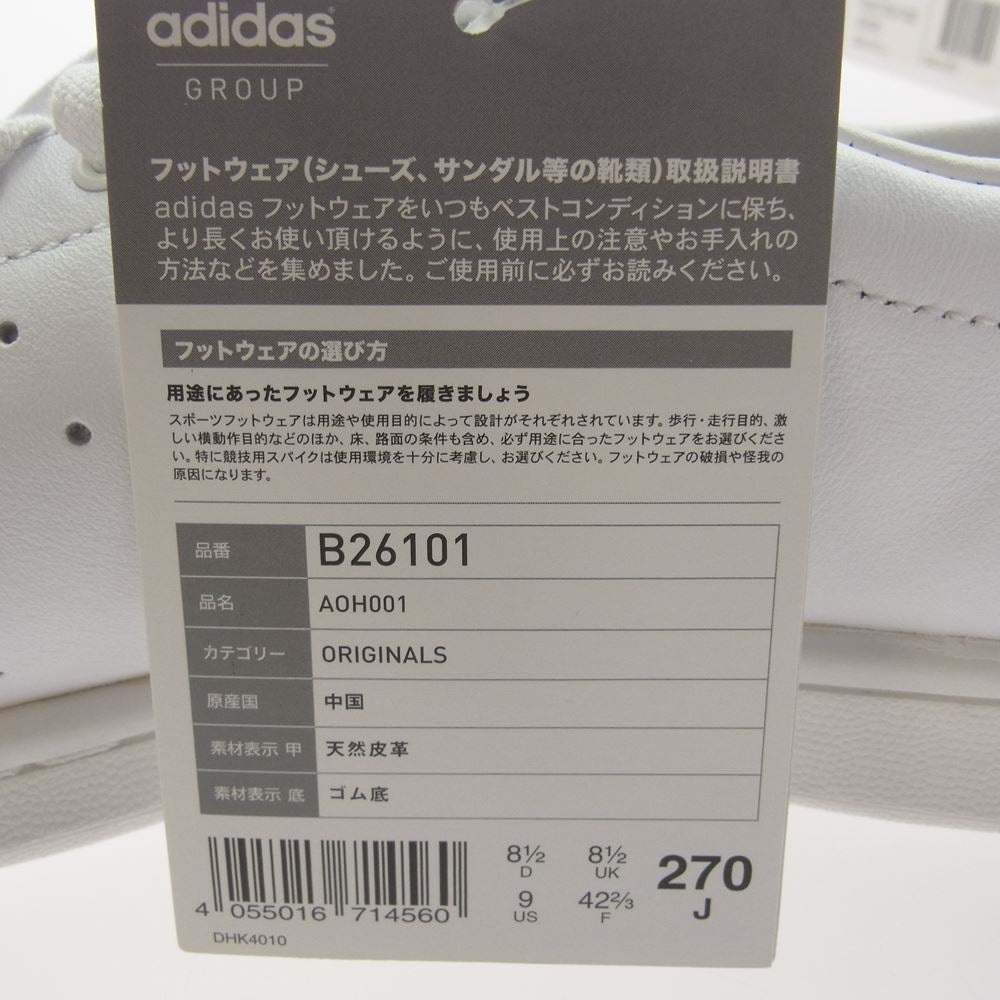 adidas
GROUP
フットウェア（シューズ、サンダル等の靴類）取扱説明書
adidas フットウェアをいつもベストコンディションに保ち、
より長くお使い頂けるように、使用上の注意やお手入れの
方法などを集めました。ご使用前に必ずお読みください。
フットウェアの選び方
用途にあったフットウェアを履きましょう
スポーツフットウェアは用途や使用目的によって設計がそれぞれされています。歩行・走行目的、激
しい横動作目的などのほか、床、路面の条件も含め、必ず用途に合ったフットウェアをお選びくださ
い。特に競技用スパイクは使用環境を十分に考慮し、お選びください。フットウェアの破損や怪我の
原因になります。
品番 B26101
品名 AOH001
カテゴリー ORIGINALS
原産国 中国
素材表示 甲 天然皮革
素材表示 底 ゴム底
8½ 8½ 270
D UK J
9 42⅔
US F
4 055016 714560
DHK4010